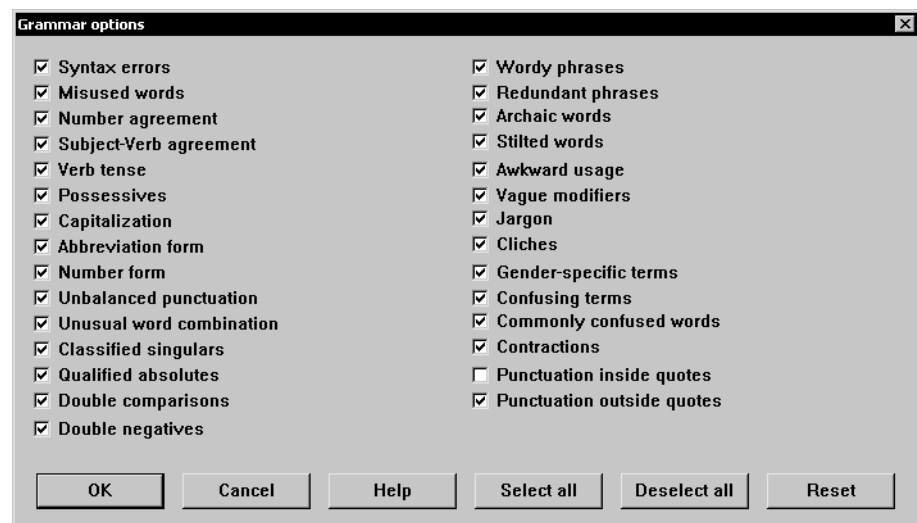 Grammar options
Syntax errors
Misused words
Number agreement
Subject-Verb agreement
Verb tense
Possessives
Capitalization
Abbreviation form
Number form
Unbalanced punctuation
Unusual word combination
Classified singulars
Qualified absolutes
Double comparisons
Double negatives
Wordy phrases
Redundant phrases
Archaic words
Stilted words
Awkward usage
Vague modifiers
Jargon
Cliches
Gender-specific terms
Confusing terms
Commonly confused words
Contractions
Punctuation inside quotes
Punctuation outside quotes
OK Cancel Help Select all Deselect all Reset